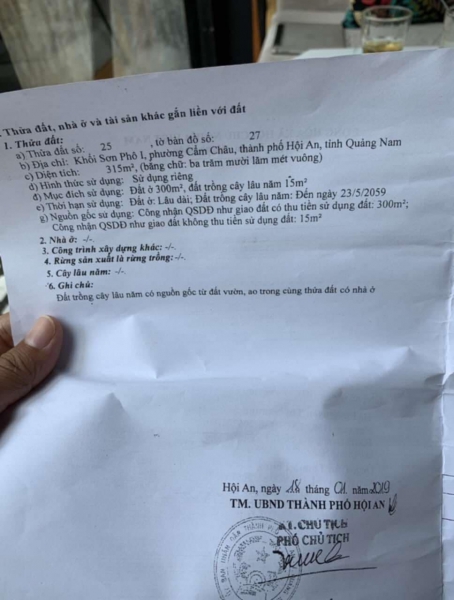 Thửa đất, nhà ở và tài sản khác gắn liền với đất
1. Thửa đất:
a) Thửa đất số: 25 , tờ bản đồ số: 27
b) Địa chỉ: Khối Sơn Phô I, phường Cẩm Châu, thành phố Hội An, tỉnh Quảng Nam
c) Diện tích: 315m², (bằng chữ: ba trăm mười lăm mét vuông)
d) Hình thức sử dụng: Sử dụng riêng
đ) Mục đích sử dụng: Đất ở 300m², đất trồng cây lâu năm 15m²
e) Thời hạn sử dụng: Đất ở: Lâu dài; Đất trồng cây lâu năm: Đến ngày 23/5/2059
g) Nguồn gốc sử dụng: Công nhận QSDĐ như giao đất có thu tiền sử dụng đất: 300m²;
Công nhận QSDĐ như giao đất không thu tiền sử dụng đất: 15m²
2. Nhà ở: -/-
3. Công trình xây dựng khác: -/-
4. Rừng sản xuất là rừng trồng: -/-
5. Cây lâu năm: -/-
6. Ghi chú:
Đất trồng cây lâu năm có nguồn gốc từ đất vườn, ao trong cùng thửa đất có nhà ở
Hội An, ngày 18 tháng 01 năm 2019
TM. UBND THÀNH PHỐ HỘI AN
CHỦ TỊCH
PHÓ CHỦ TỊCH